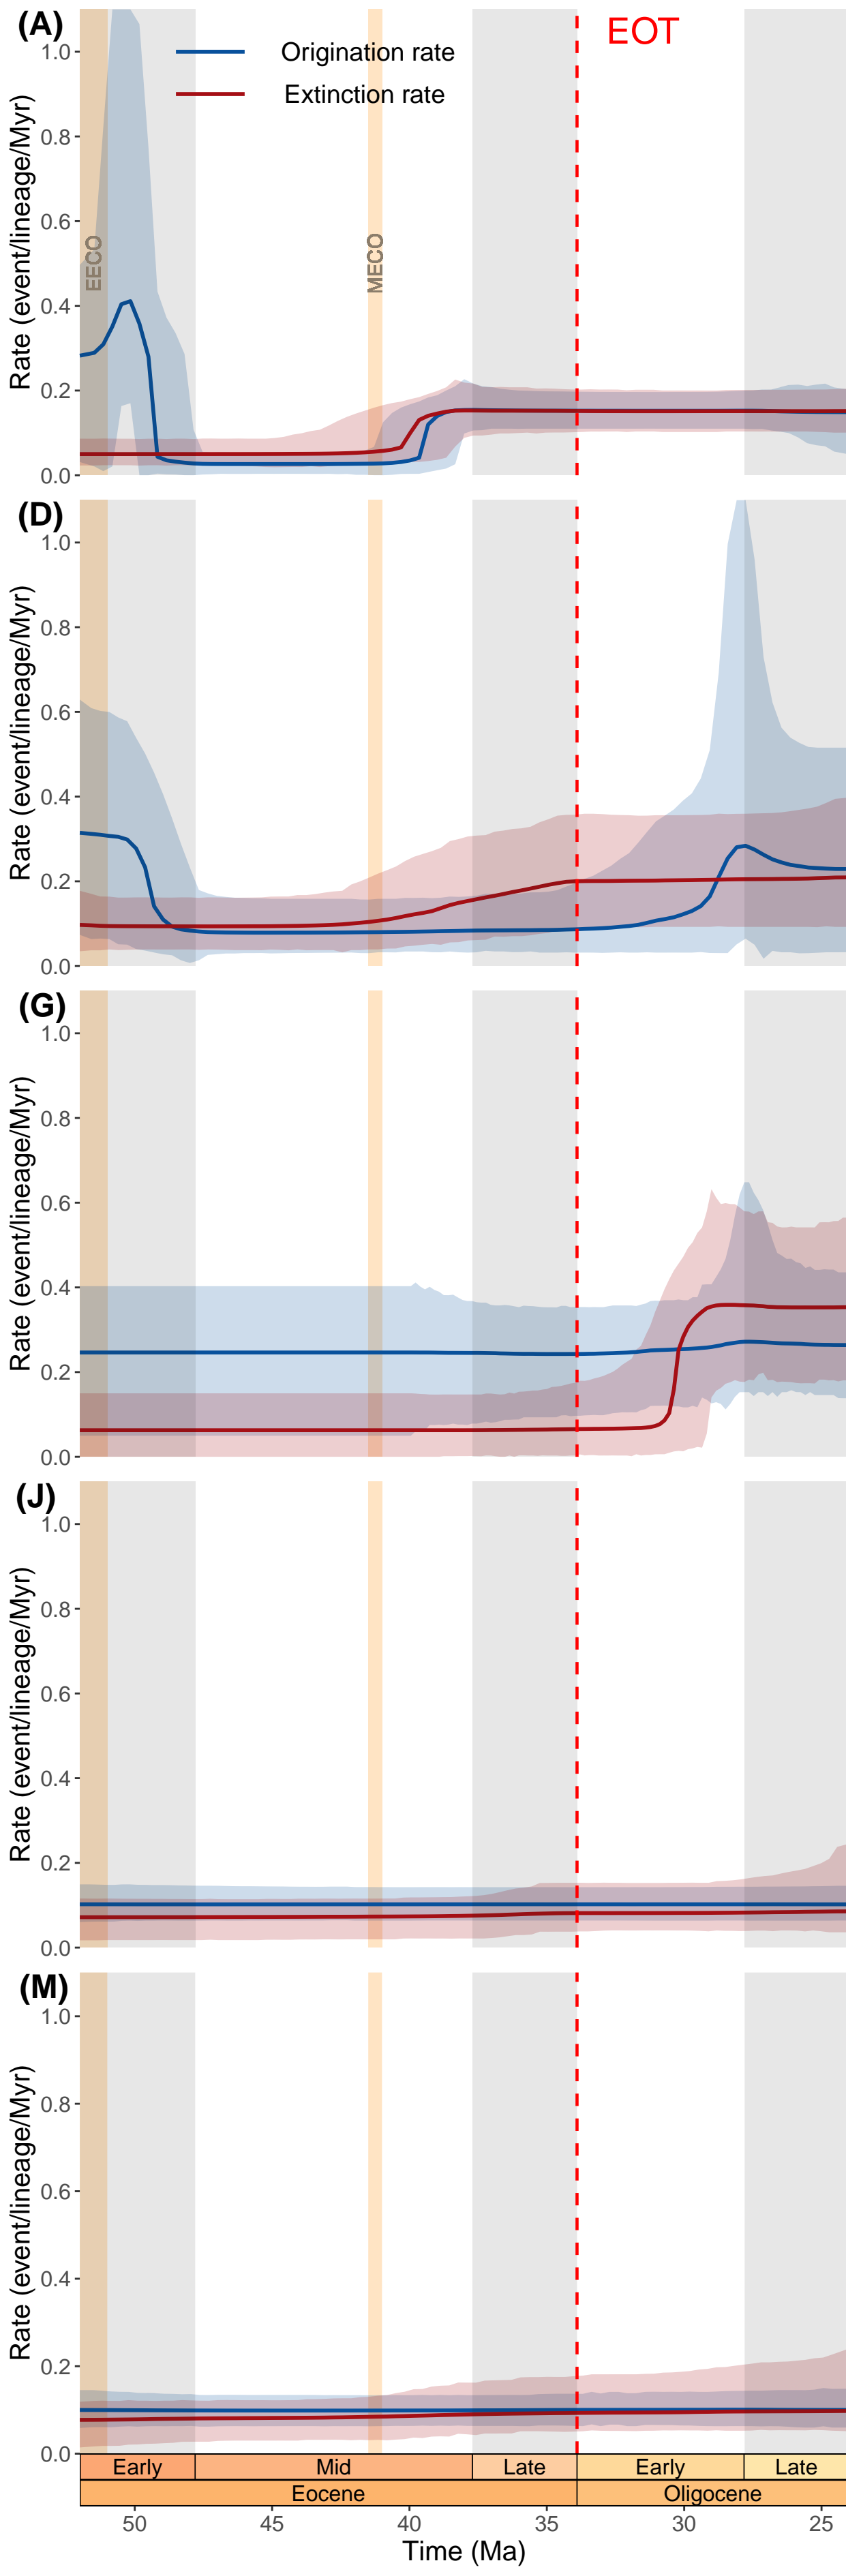 (A)
EOT
Origination rate
Extinction rate
1.0
0.8
0.6
0.4
0.2
0.0
Rate (event/lineage/Myr)
EECO
MECO
(D)
1.0
0.8
0.6
0.4
0.2
0.0
Rate (event/lineage/Myr)
(G)
1.0
0.8
0.6
0.4
0.2
0.0
Rate (event/lineage/Myr)
(J)
1.0
0.8
0.6
0.4
0.2
0.0
Rate (event/lineage/Myr)
(M)
1.0
0.8
0.6
0.4
0.2
0.0
Rate (event/lineage/Myr)
Early Mid Late Early Late
Eocene Oligocene
50 45 40 35 30 25
Time (Ma)